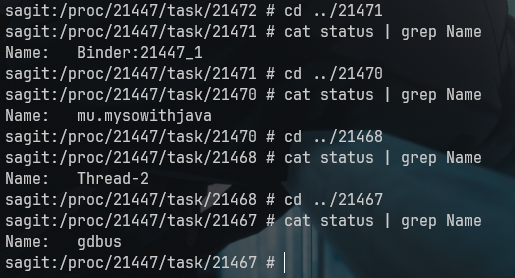 sagit:/proc/21447/task/21472 # cd ../21471
sagit:/proc/21447/task/21471 # cat status | grep Name
Name:   Binder:21447_1
sagit:/proc/21447/task/21471 # cd ../21470
sagit:/proc/21447/task/21470 # cat status | grep Name
Name:   mu.mysowithjava
sagit:/proc/21447/task/21470 # cd ../21468
sagit:/proc/21447/task/21468 # cat status | grep Name
Name:   Thread-2
sagit:/proc/21447/task/21468 # cd ../21467
sagit:/proc/21447/task/21467 # cat status | grep Name
Name:   gdbus
sagit:/proc/21447/task/21467 #